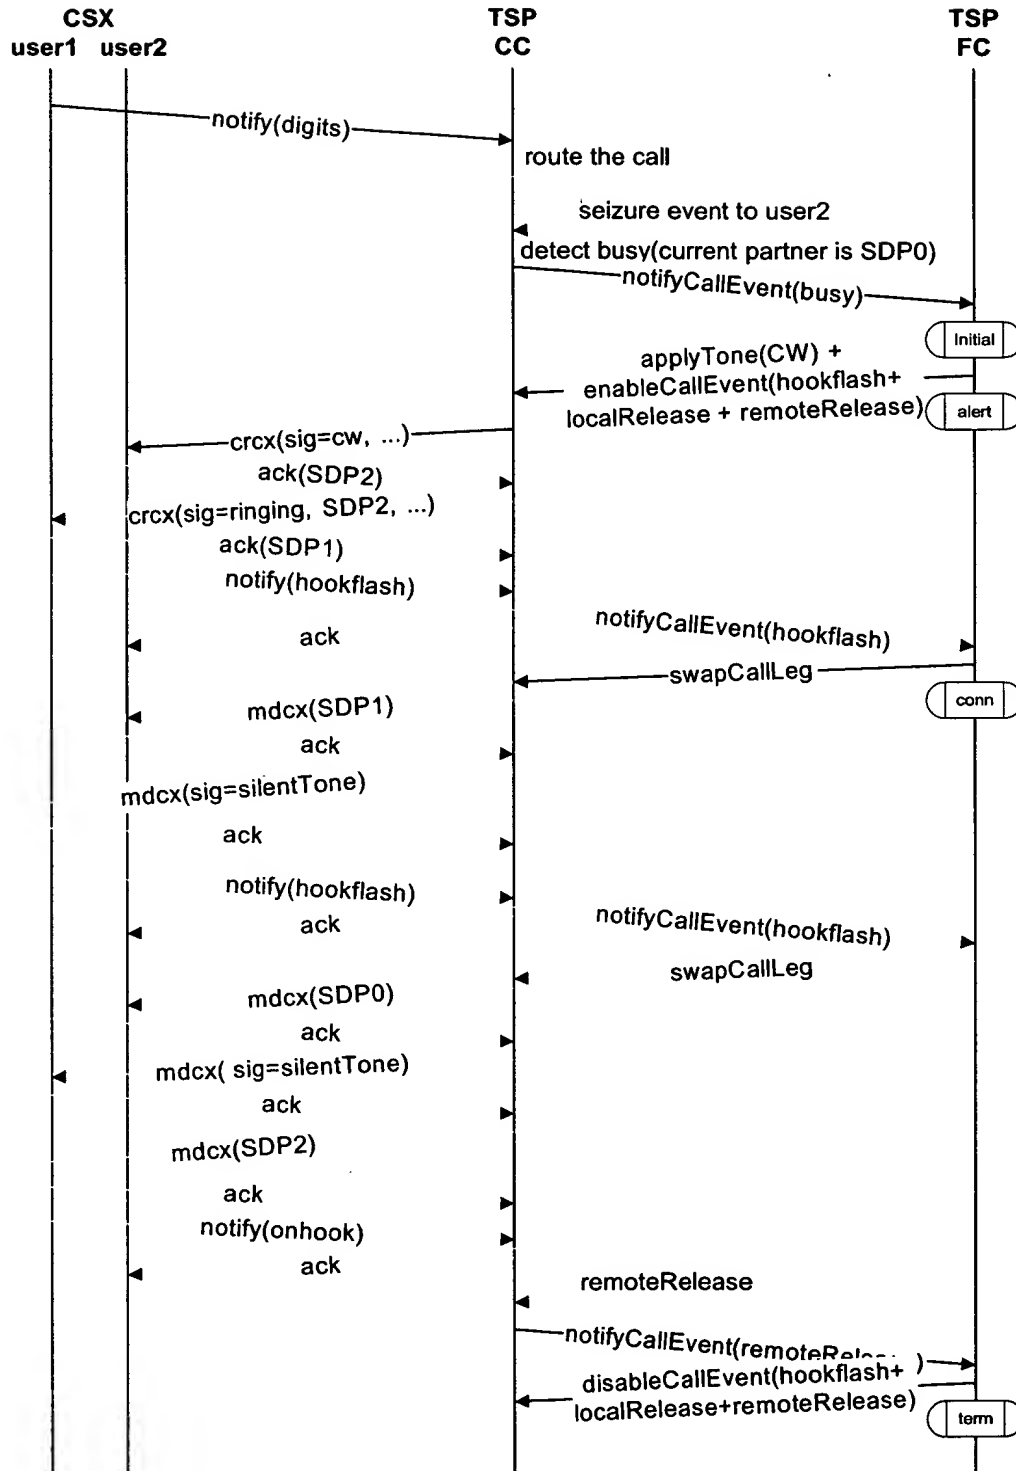 CSX TSP TSP
user1 user2 CC FC
notify(digits)
route the call
seizure event to user2
detect busy(current partner is SDP0)
notifyCallEvent(busy)
Initial
applyTone(CW) +
enableCallEvent(hookflash+
localRelease + remoteRelease)
alert
crcx(sig=cw, ...)
ack(SDP2)
crcx(sig=ringing, SDP2, ...)
ack(SDP1)
notify(hookflash)
notifyCallEvent(hookflash)
ack
swapCallLeg
conn
mdcx(SDP1)
ack
mdcx(sig=silentTone)
ack
notify(hookflash)
notifyCallEvent(hookflash)
ack
swapCallLeg
mdcx(SDP0)
ack
mdcx( sig=silentTone)
ack
mdcx(SDP2)
ack
notify(onhook)
ack
remoteRelease
notifyCallEvent(remoteRelease)
disableCallEvent(hookflash+
localRelease+remoteRelease)
term